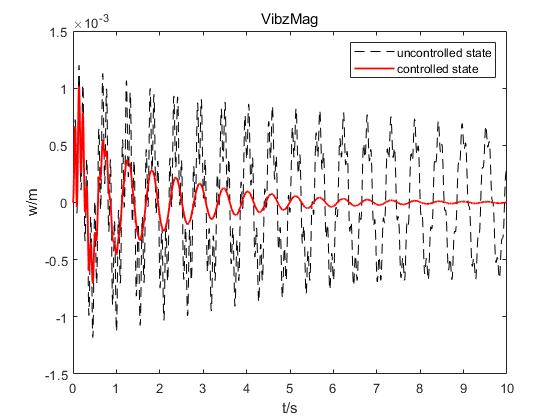 VibzMag
×10⁻³
1.5
1
0.5
0
-0.5
-1
-1.5
w/m
uncontrolled state
controlled state
0 1 2 3 4 5 6 7 8 9 10
t/s